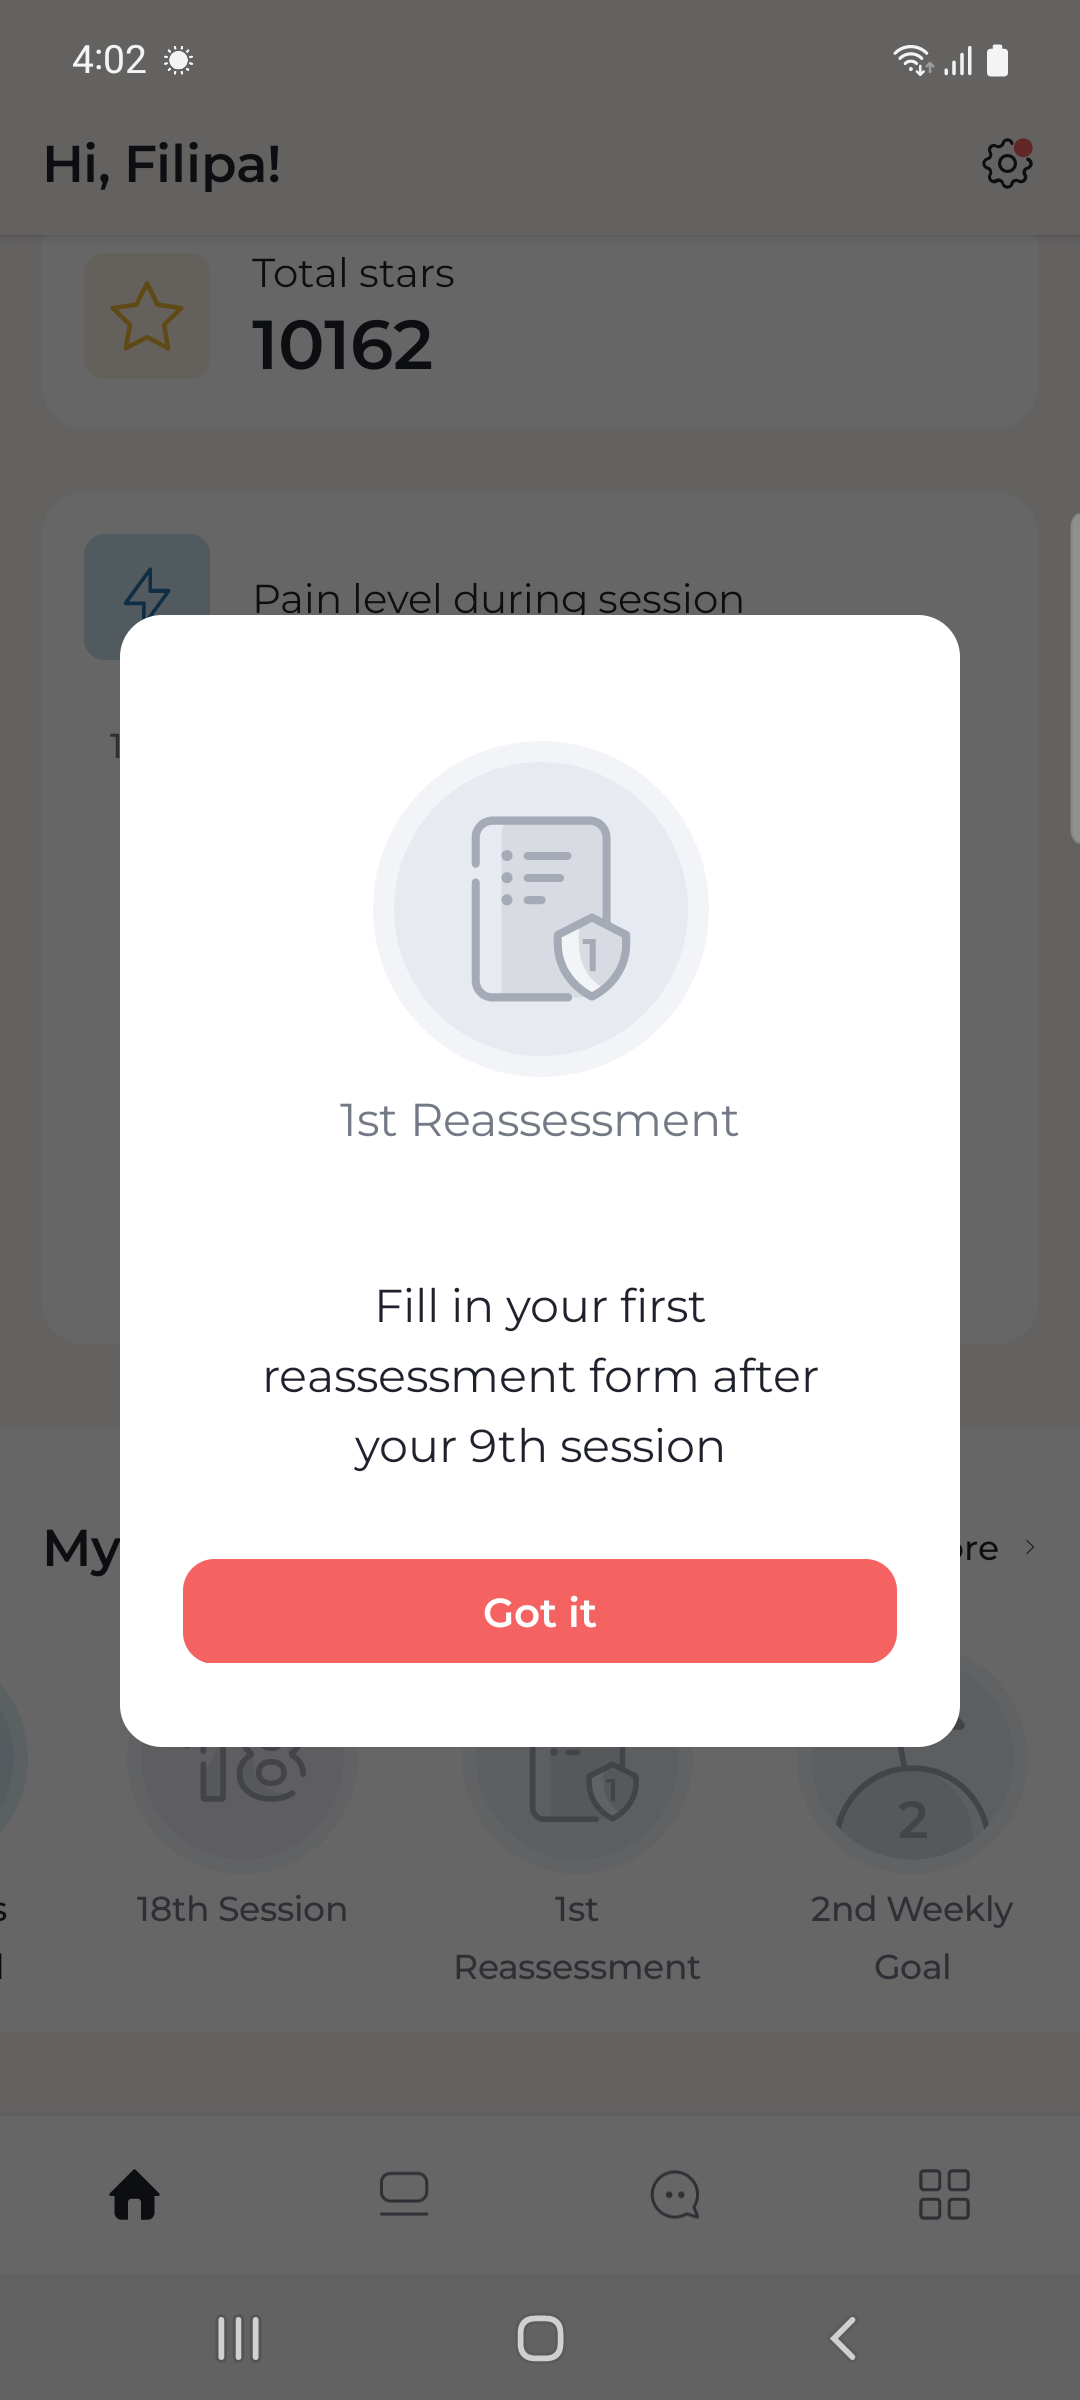 4:02
Hi, Filipa!
Total stars
10162
Pain level during session
1st Reassessment
Fill in your first
reassessment form after
your 9th session
My
Got it
18th Session
1st
Reassessment
2nd Weekly
Goal
1
2